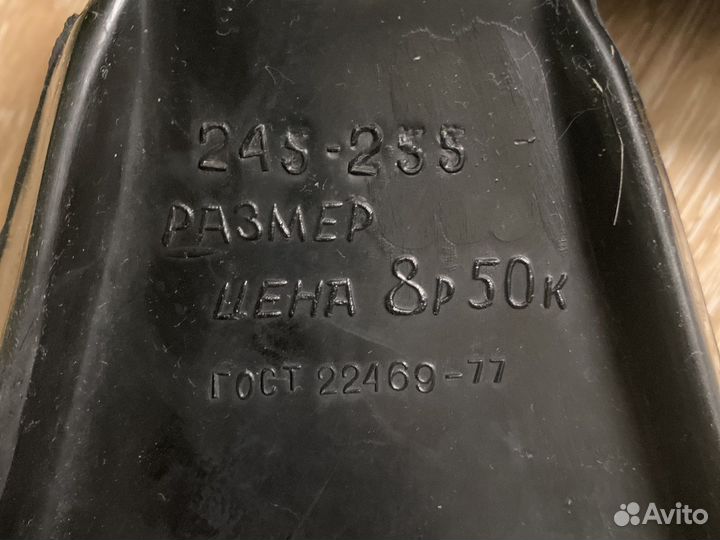 245-255
РАЗМЕР
ЦЕНА 8р50к
ГОСТ 22469-77
Avito